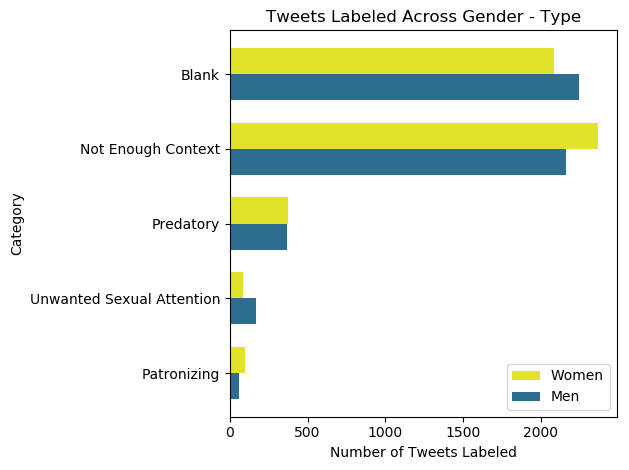 Tweets Labeled Across Gender - Type
Category
Blank
Not Enough Context
Predatory
Unwanted Sexual Attention
Patronizing
Women
Men
0 500 1000 1500 2000
Number of Tweets Labeled